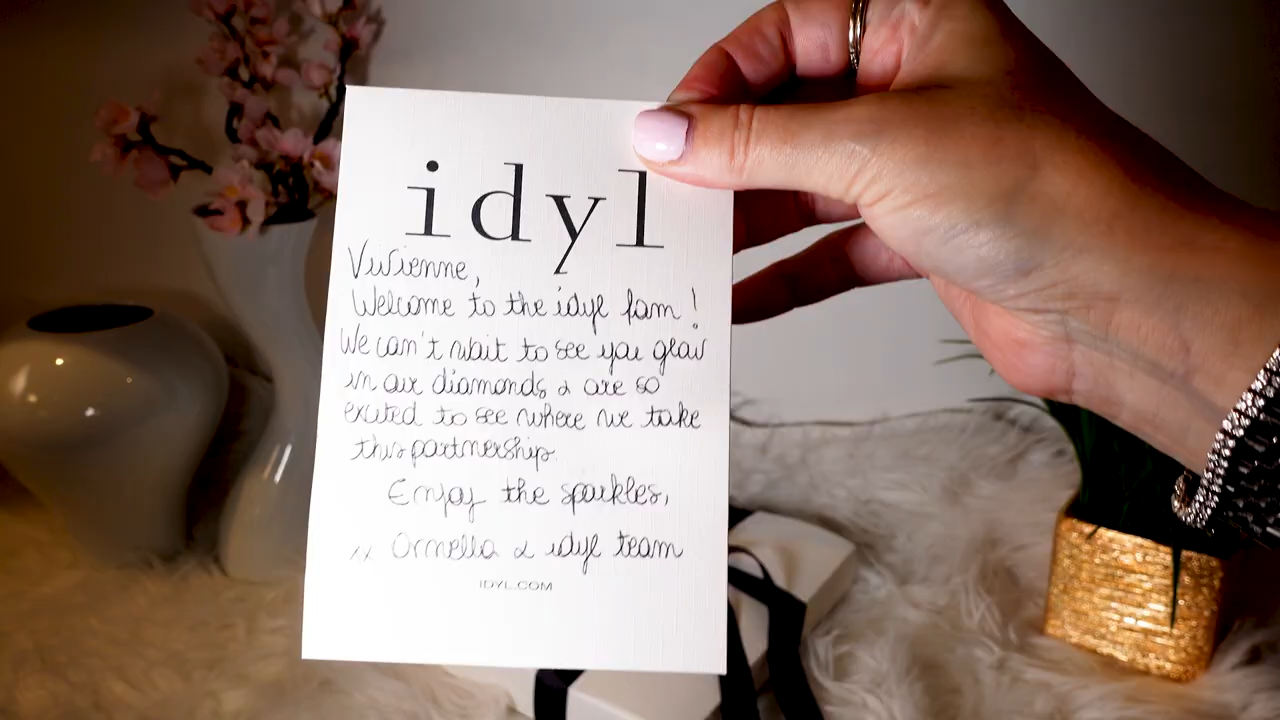 idyl
Vivienne,
Welcome to the idyl fam!
We can't wait to see you glow
in our diamonds & are so
excited to see where we take
this partnership.
Enjoy the sparkles,
xx Ornella & idyl team
IDYL.COM